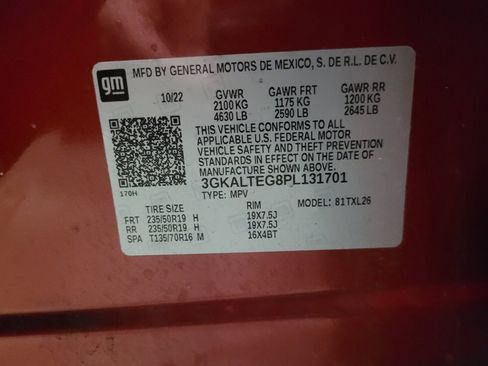 gm
MFD BY GENERAL MOTORS DE MEXICO, S. DE R.L. DE C.V.
10/22 GVWR GAWR FRT GAWR RR
2100 KG 1175 KG 1200 KG
4630 LB 2590 LB 2645 LB
THIS VEHICLE CONFORMS TO ALL
APPLICABLE U.S. FEDERAL MOTOR
VEHICLE SAFETY AND THEFT PREVENTION
STANDARDS IN EFFECT ON THE DATE OF
MANUFACTURE SHOWN ABOVE.
3GKALTEG8PL131701
170H TYPE: MPV MODEL: 81TXL26
TIRE SIZE RIM
FRT 235/50R19 H 19X7.5J
RR 235/50R19 H 19X7.5J
SPA T135/70R16 M 16X4BT